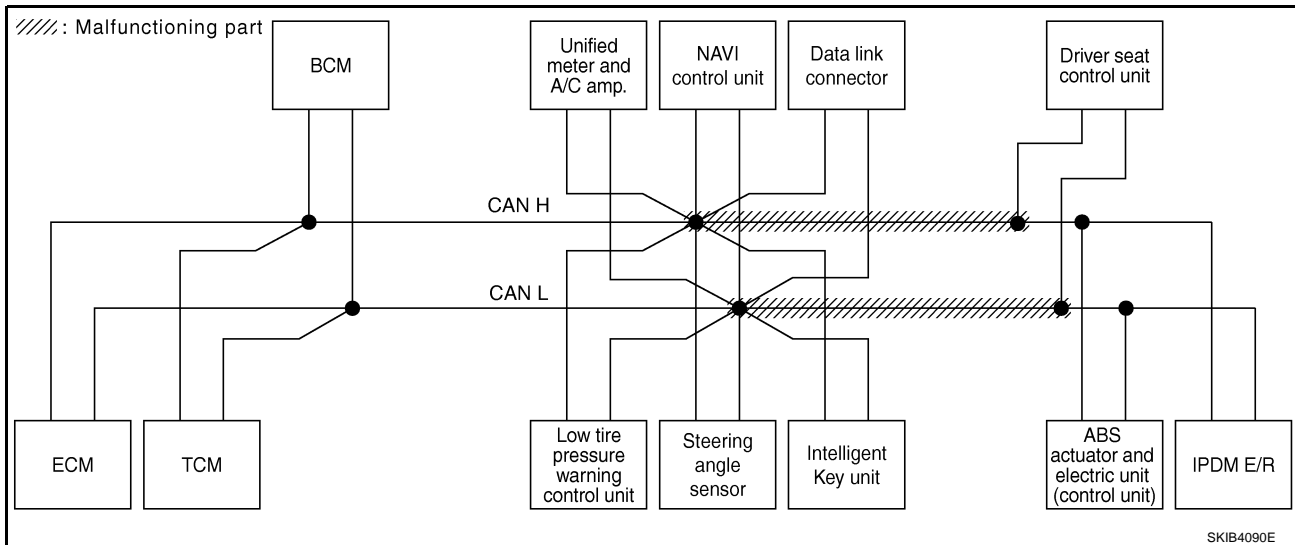 : Malfunctioning part
BCM
Unified
meter and
A/C amp.
NAVI
control unit
Data link
connector
Driver seat
control unit
CAN H
CAN L
ECM
TCM
Low tire
pressure
warning
control unit
Steering
angle
sensor
Intelligent
Key unit
ABS
actuator and
electric unit
(control unit)
IPDM E/R
SKIB4090E